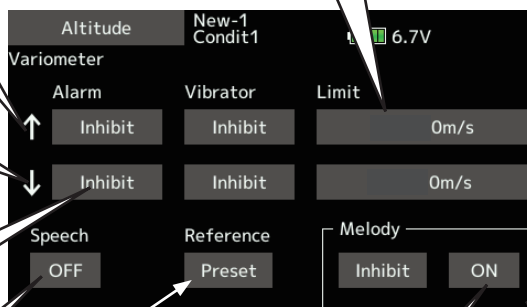 Altitude
New-1
Condit1
6.7V
Variometer
Alarm Vibrator Limit
↑ Inhibit Inhibit 0m/s
↓ Inhibit Inhibit 0m/s
Speech Reference Melody
OFF Preset Inhibit ON